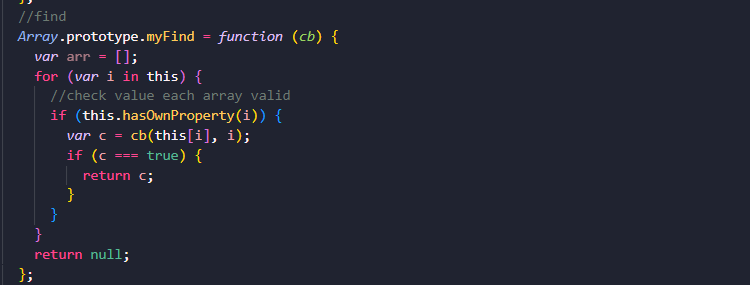 };
//find
Array.prototype.myFind = function (cb) {
  var arr = [];
  for (var i in this) {
    //check value each array valid
    if (this.hasOwnProperty(i)) {
      var c = cb(this[i], i);
      if (c === true) {
        return c;
      }
    }
  }
  return null;
};